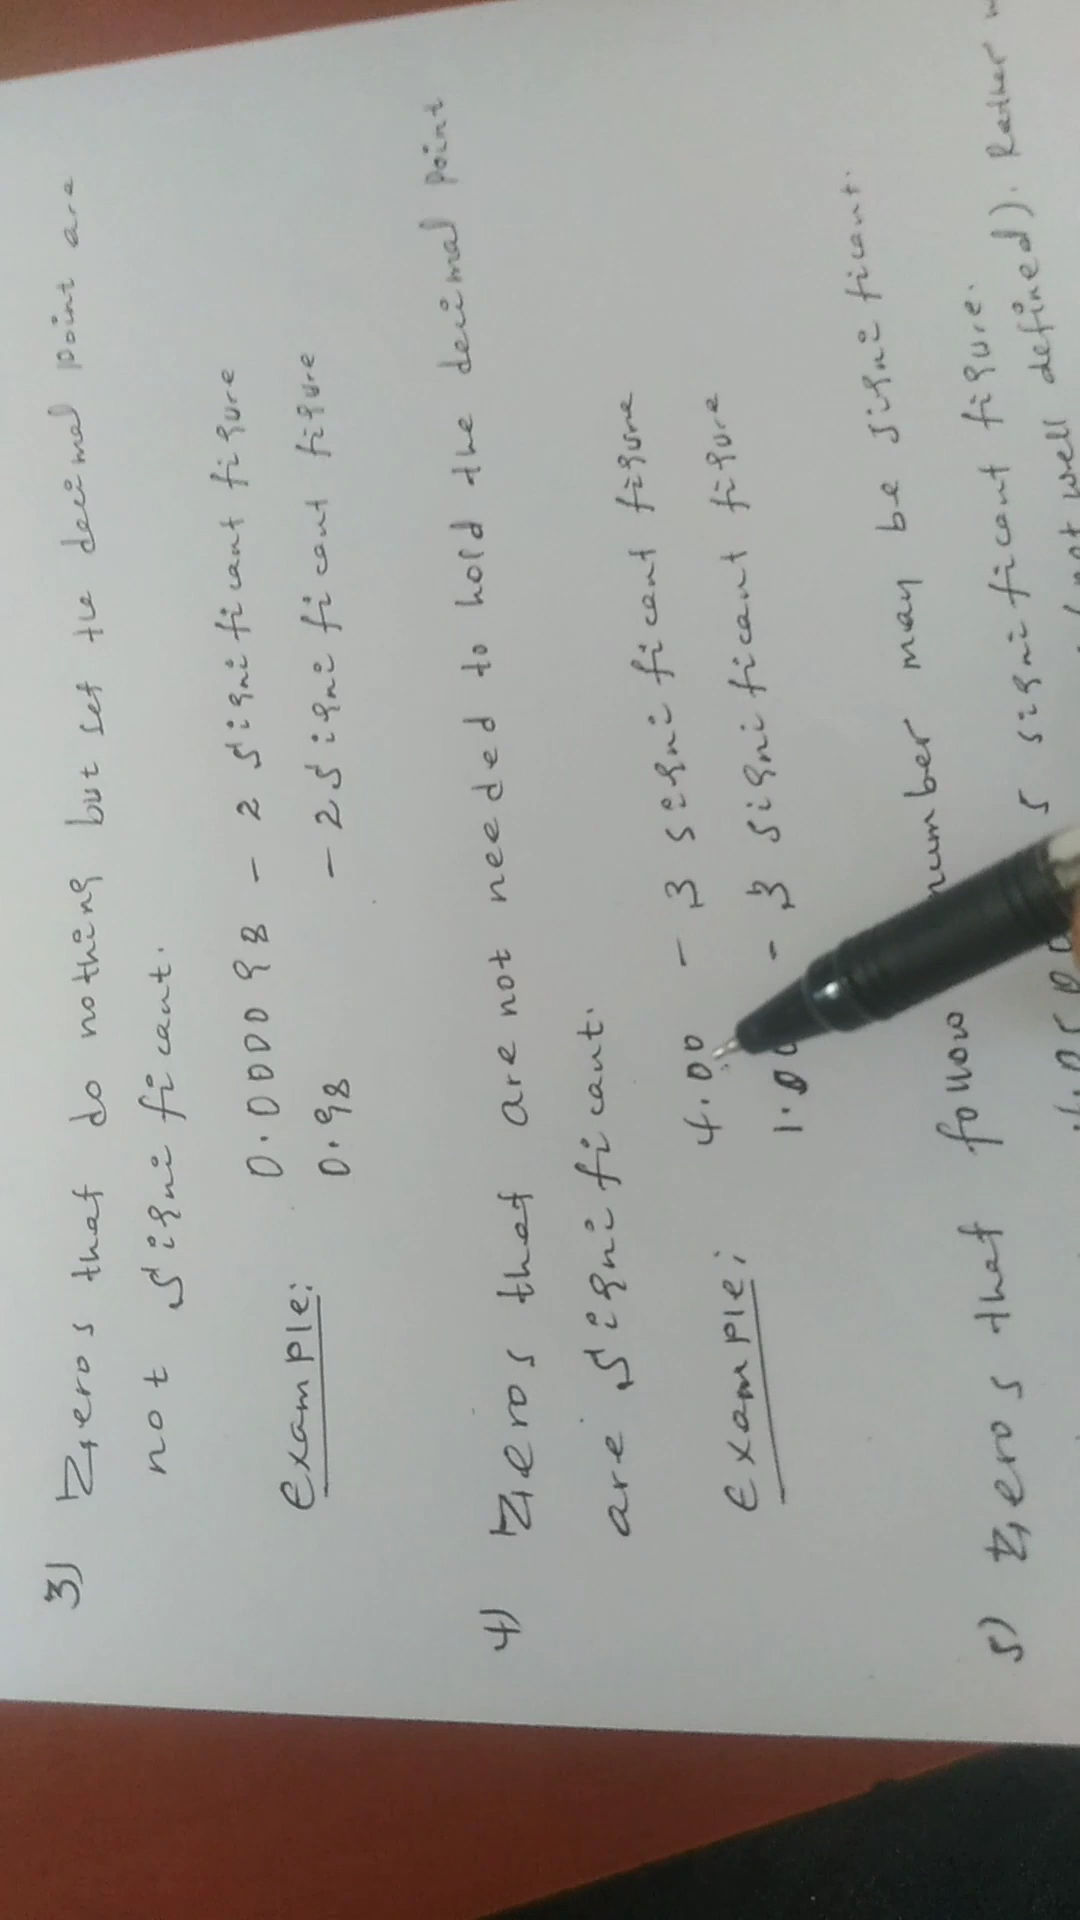 3) Zeros that do nothing but set the decimal point are
not significant.
Example: 0.000098 - 2 significant figure
0.98 - 2 significant figure
4) Zeros that are not needed to hold the decimal point
are significant.
Example: 4.00 - 3 significant figure
- 3 significant figure
5) Zeros that follow number may be significant.
5 significant figure.
not well defined). Rather